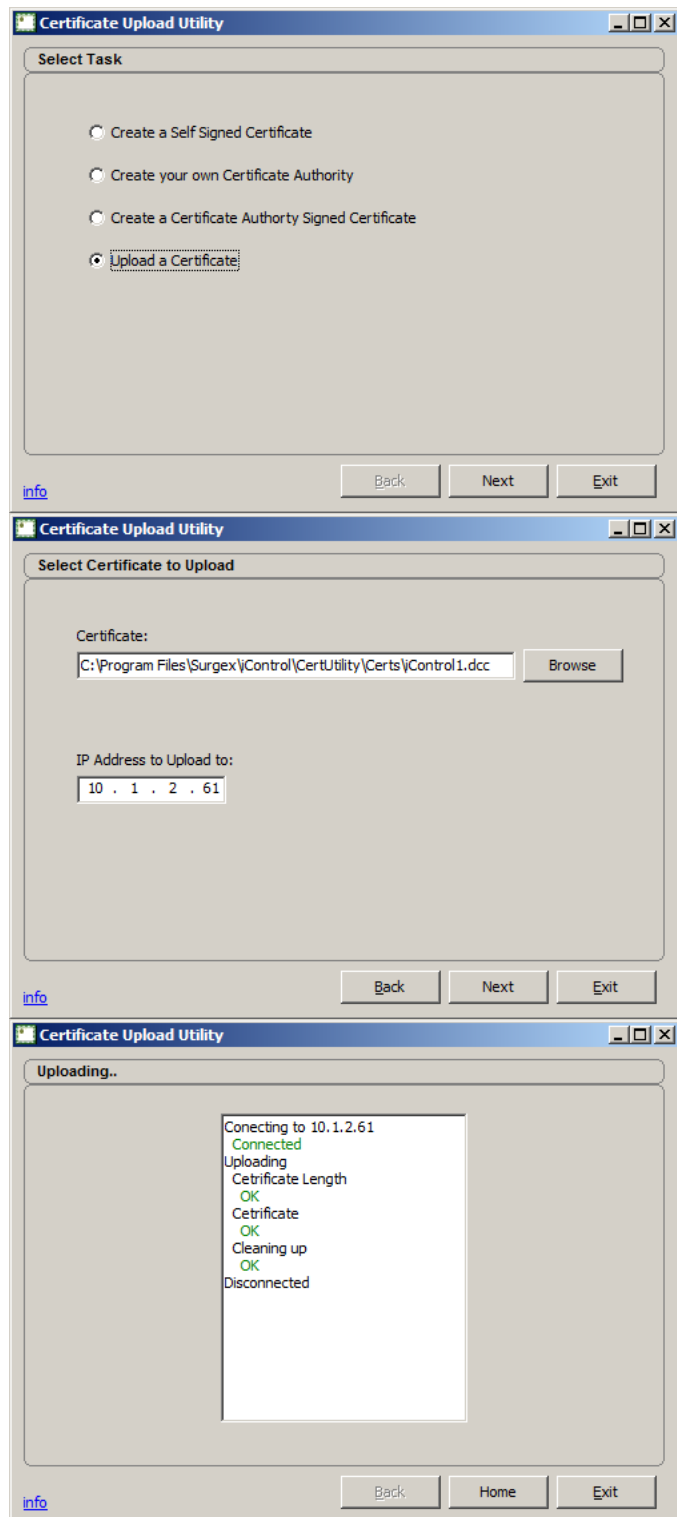 Certificate Upload Utility
Select Task
Create a Self Signed Certificate
Create your own Certificate Authority
Create a Certificate Authorty Signed Certificate
Upload a Certificate
info
Back
Next
Exit
Certificate Upload Utility
Select Certificate to Upload
Certificate:
C:\Program Files\Surgex\iControl\CertUtility\Certs\iControl1.dcc
Browse
IP Address to Upload to:
10 . 1 . 2 . 61
info
Back
Next
Exit
Certificate Upload Utility
Uploading..
Conecting to 10.1.2.61
Connected
Uploading
Cetrificate Length
OK
Cetrificate
OK
Cleaning up
OK
Disconnected
info
Back
Home
Exit